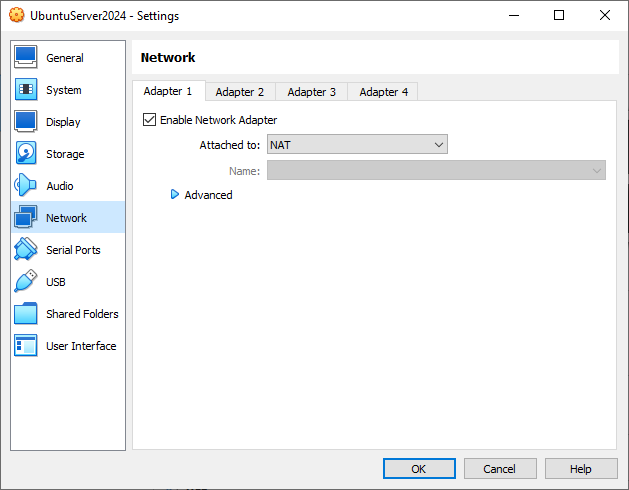 UbuntuServer2024 - Settings
General
System
Display
Storage
Audio
Network
Serial Ports
USB
Shared Folders
User Interface
Network
Adapter 1 Adapter 2 Adapter 3 Adapter 4
Enable Network Adapter
Attached to: NAT
Name:
Advanced
OK Cancel Help